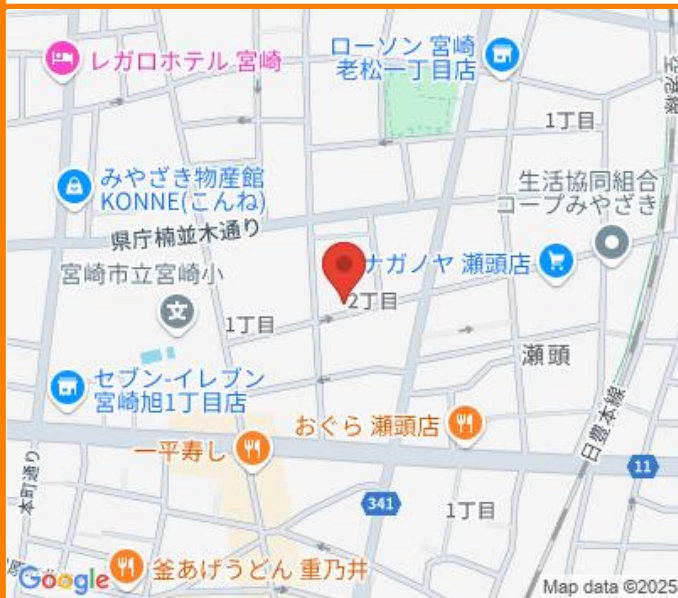 レガロホテル 宮崎
ローソン 宮崎
老松一丁目店
空港線
1丁目
みやざき物産館
KONNE(こんね)
生活協同組合
コープみやざき
県庁楠並木通り
ナガノヤ 瀬頭店
宮崎市立宮崎小
文
2丁目
1丁目
瀬頭
セブン-イレブン
宮崎旭1丁目店
おぐら 瀬頭店
日豊本線
一平寿し
11
本町通り
341
1丁目
釜あげうどん 重乃井
Google
Map data ©2025